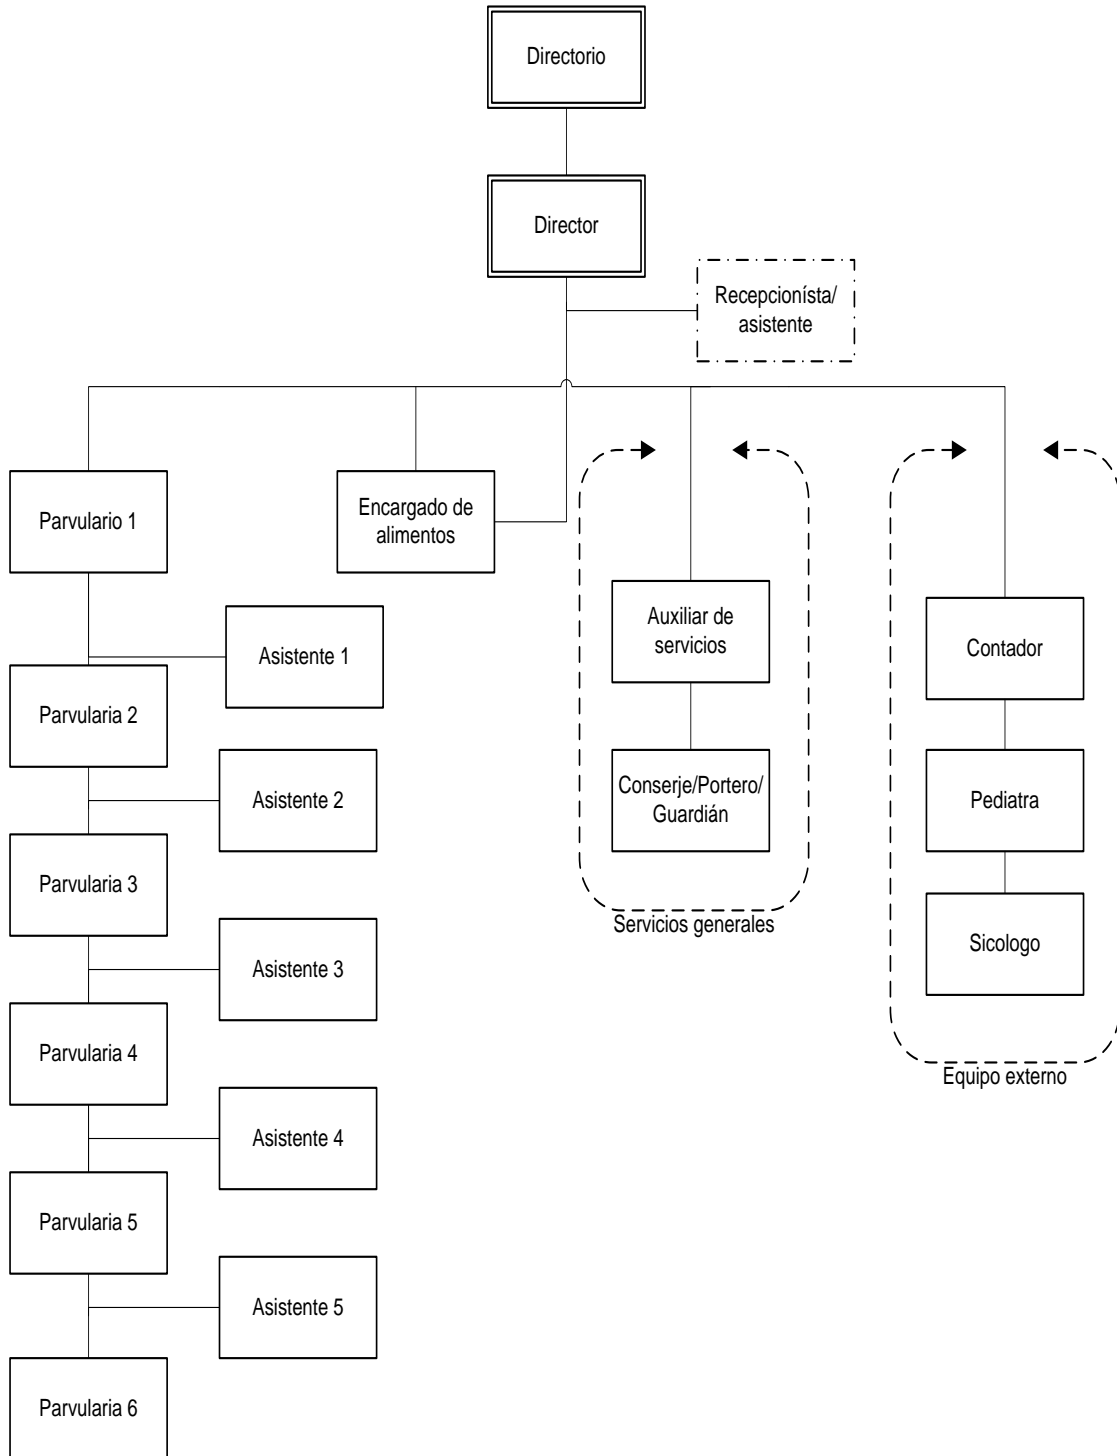 Directorio
Director
Recepcionísta/
asistente
Parvulario 1
Encargado de
alimentos
Auxiliar de
servicios
Contador
Asistente 1
Parvularia 2
Asistente 2
Conserje/Portero/
Guardián
Pediatra
Parvularia 3
Servicios generales
Sicologo
Asistente 3
Parvularia 4
Equipo externo
Asistente 4
Parvularia 5
Asistente 5
Parvularia 6